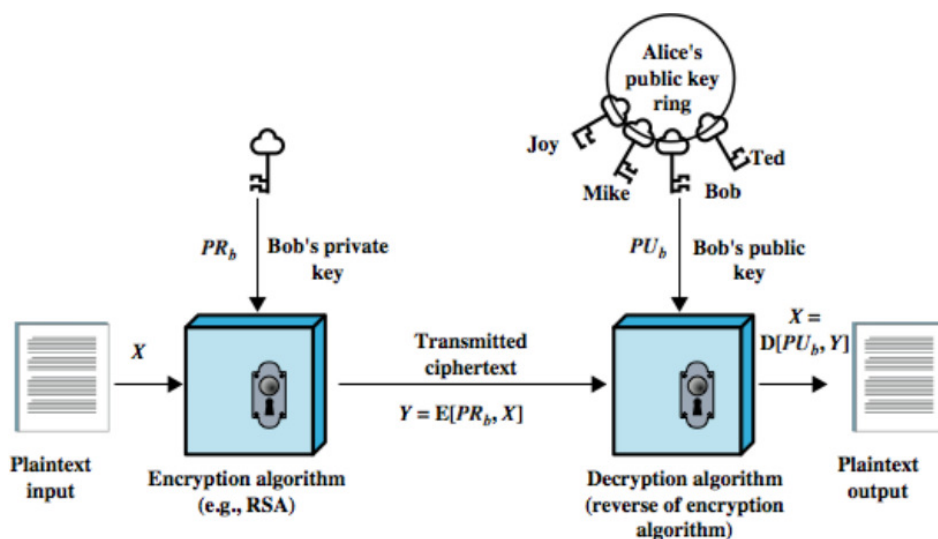 Alice's
public key
ring
Joy
Mike
Bob
Ted
PR_b
Bob's private
key
PU_b
Bob's public
key
X
Transmitted
ciphertext
Y = E[PR_b, X]
X =
D[PU_b, Y]
Plaintext
input
Encryption algorithm
(e.g., RSA)
Decryption algorithm
(reverse of encryption
algorithm)
Plaintext
output